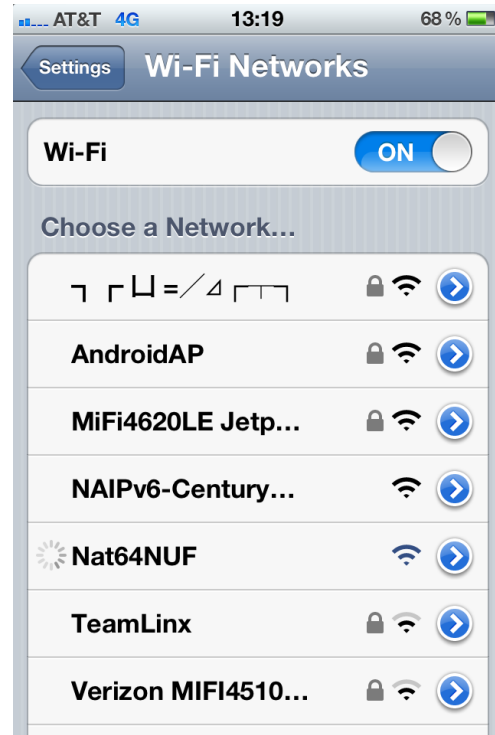 AT&T 4G 13:19 68 %
Settings Wi-Fi Networks
Wi-Fi ON
Choose a Network...
┐┌ ⼐=╱⊿┌┬┐
AndroidAP
MiFi4620LE Jetp...
NAIPv6-Century...
Nat64NUF
TeamLinx
Verizon MIFI4510...